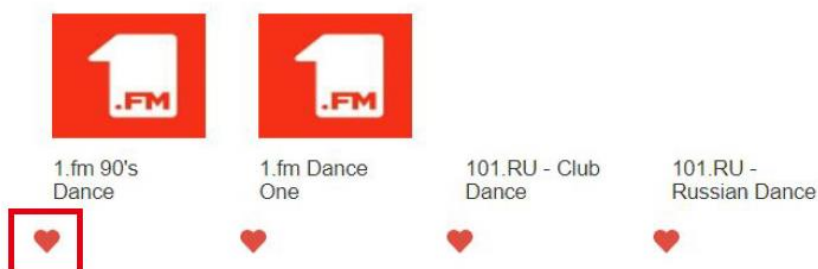 .FM
.FM
1.fm 90's
Dance
1.fm Dance
One
101.RU - Club
Dance
101.RU -
Russian Dance